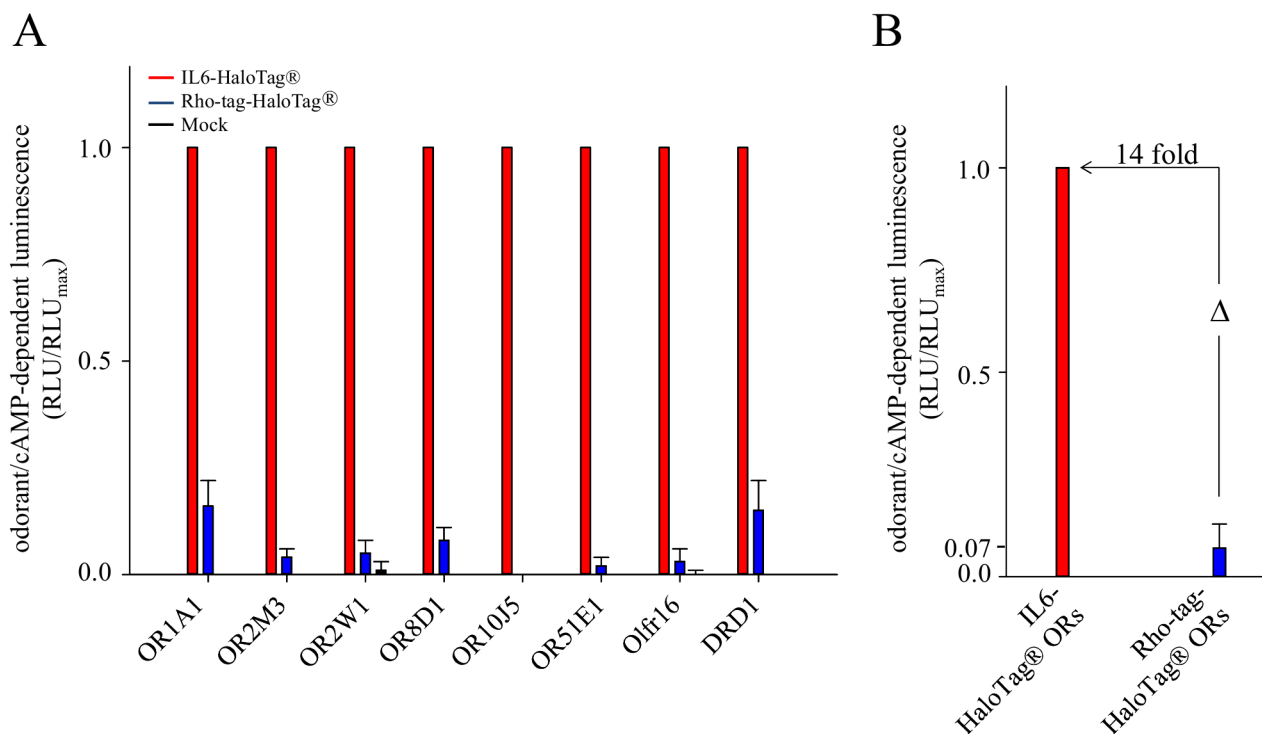 A
IL6-HaloTag®
Rho-tag-HaloTag®
Mock
odorant/cAMP-dependent luminescence
(RLU/RLUmax)
1.0
0.5
0.0
OR1A1
OR2M3
OR2W1
OR8D1
OR10J5
OR51E1
Olfr16
DRD1
B
odorant/cAMP-dependent luminescence
(RLU/RLUmax)
14 fold
Δ
1.0
0.5
0.07
0.0
IL6-
HaloTag® ORs
Rho-tag-
HaloTag® ORs